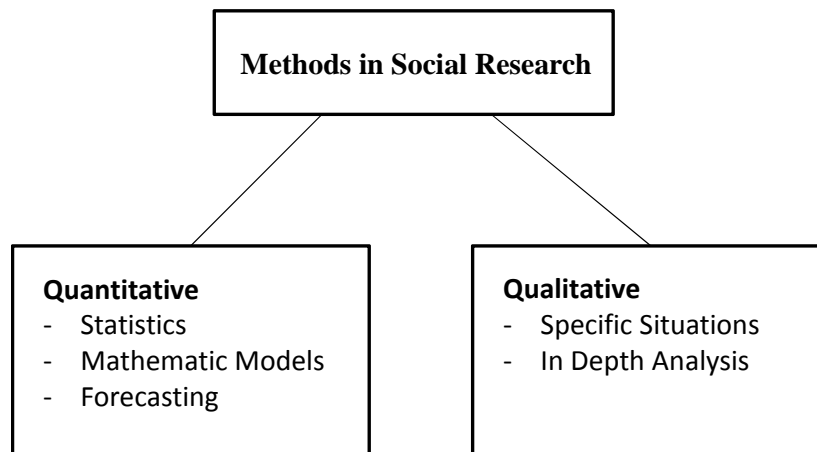 Methods in Social Research
Quantitative
- Statistics
- Mathematic Models
- Forecasting
Qualitative
- Specific Situations
- In Depth Analysis